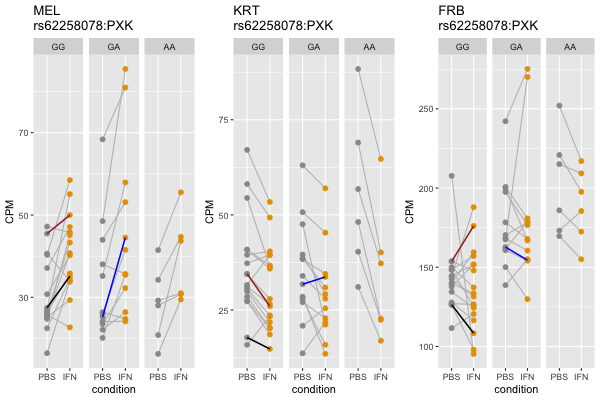 MEL
rs62258078:PXK
GG GA AA
CPM
70
50
30
PBS IFN PBS IFN PBS IFN
condition
KRT
rs62258078:PXK
GG GA AA
CPM
75
50
25
PBS IFN PBS IFN PBS IFN
condition
FRB
rs62258078:PXK
GG GA AA
CPM
250
200
150
100
PBS IFN PBS IFN PBS IFN
condition